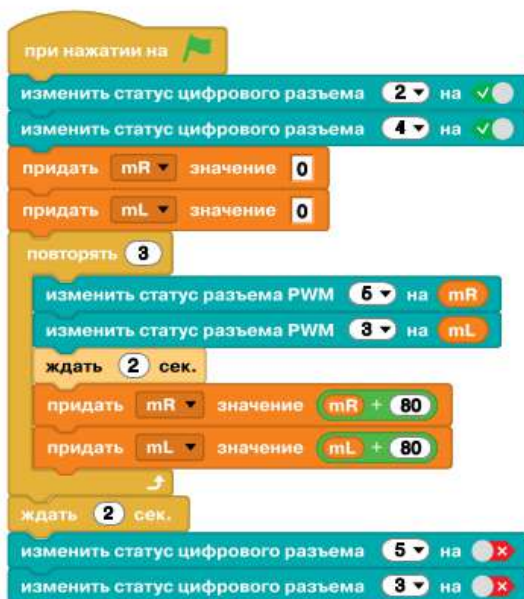 при нажатии на
изменить статус цифрового разъема 2 на
изменить статус цифрового разъема 4 на
придать mR значение 0
придать mL значение 0
повторять 3
изменить статус разъема PWM 5 на mR
изменить статус разъема PWM 3 на mL
ждать 2 сек.
придать mR значение mR + 80
придать mL значение mL + 80
ждать 2 сек.
изменить статус цифрового разъема 5 на
изменить статус цифрового разъема 3 на